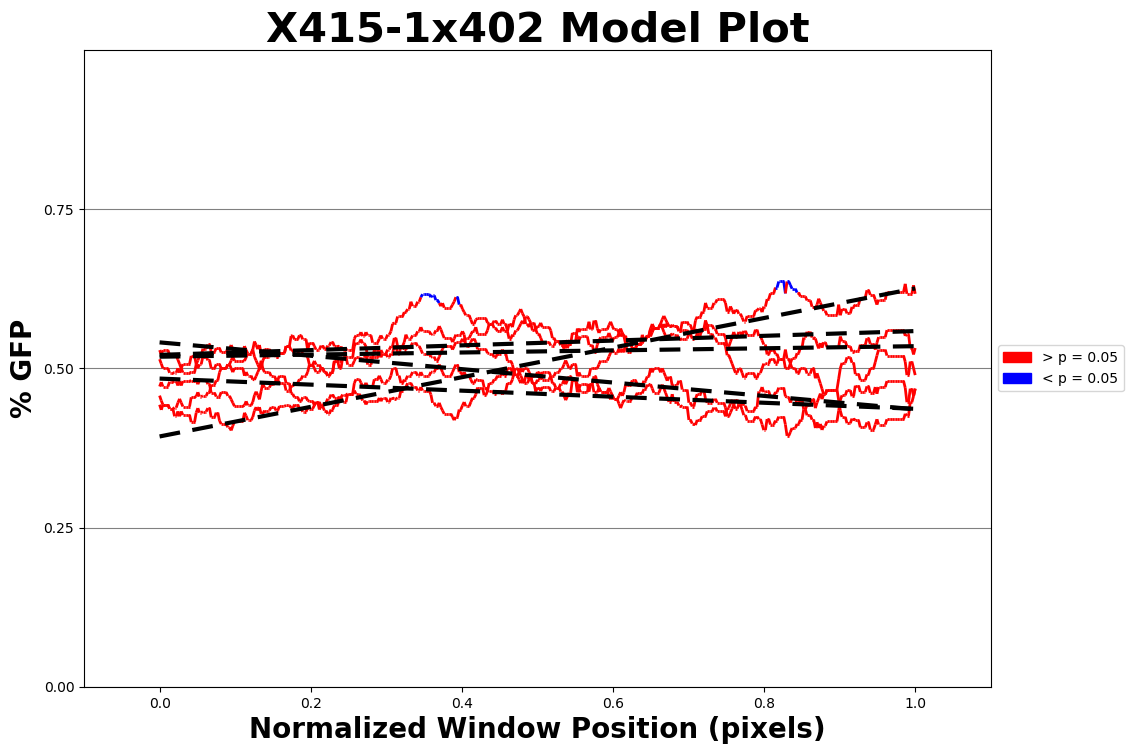 X415-1x402 Model Plot
% GFP
0.75
0.50
0.25
0.00
0.0 0.2 0.4 0.6 0.8 1.0
Normalized Window Position (pixels)
> p = 0.05
< p = 0.05